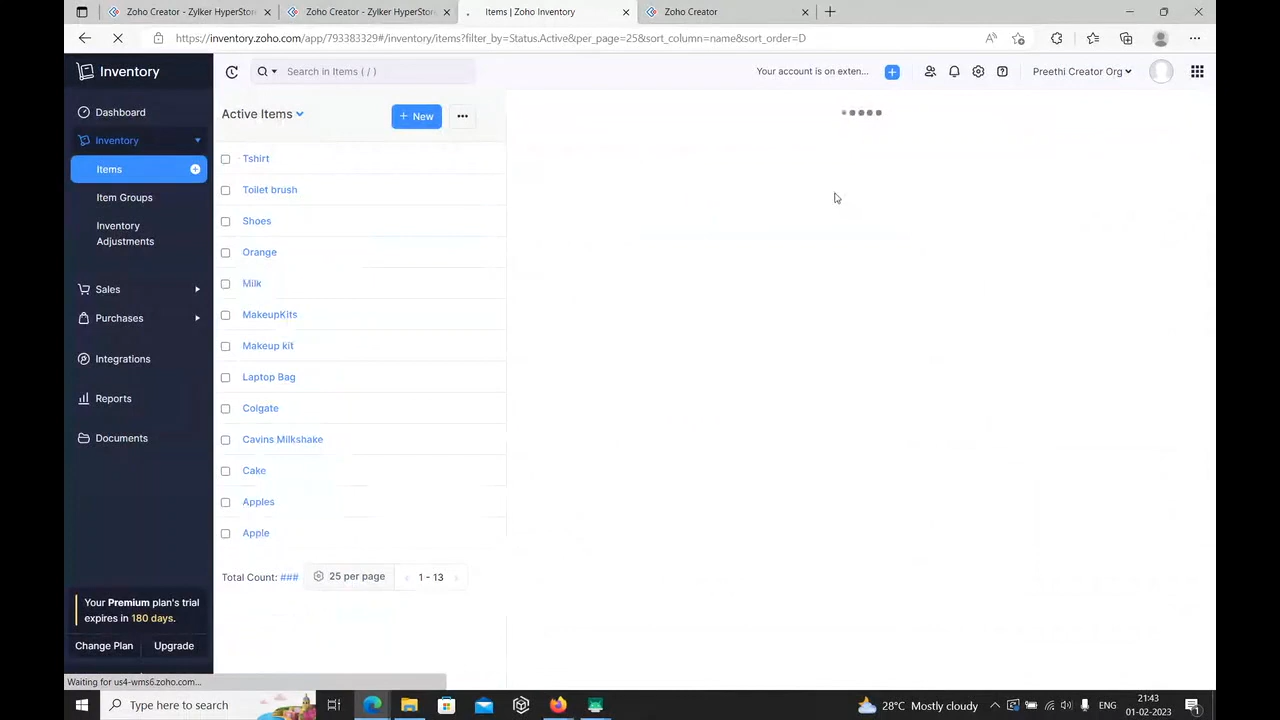 Zoho Creator - Zylker HyperStor
Zoho Creator - Zylker HyperStor
Items | Zoho Inventory
Zoho Creator
https://inventory.zoho.com/app/793383329#/inventory/items?filter_by=Status.Active&per_page=25&sort_column=name&sort_order=D
Inventory
Search in Items ( / )
Your account is on exten...
Preethi Creator Org
Dashboard
Inventory
Items
Item Groups
Inventory
Adjustments
Sales
Purchases
Integrations
Reports
Documents
Your Premium plan's trial
expires in 180 days.
Change Plan
Upgrade
Active Items
+ New
Tshirt
Toilet brush
Shoes
Orange
Milk
MakeupKits
Makeup kit
Laptop Bag
Colgate
Cavins Milkshake
Cake
Apples
Apple
Total Count: ###
25 per page
1 - 13
Waiting for us4-wms6.zoho.com...
Type here to search
28°C Mostly cloudy
ENG
21:43
01-02-2023